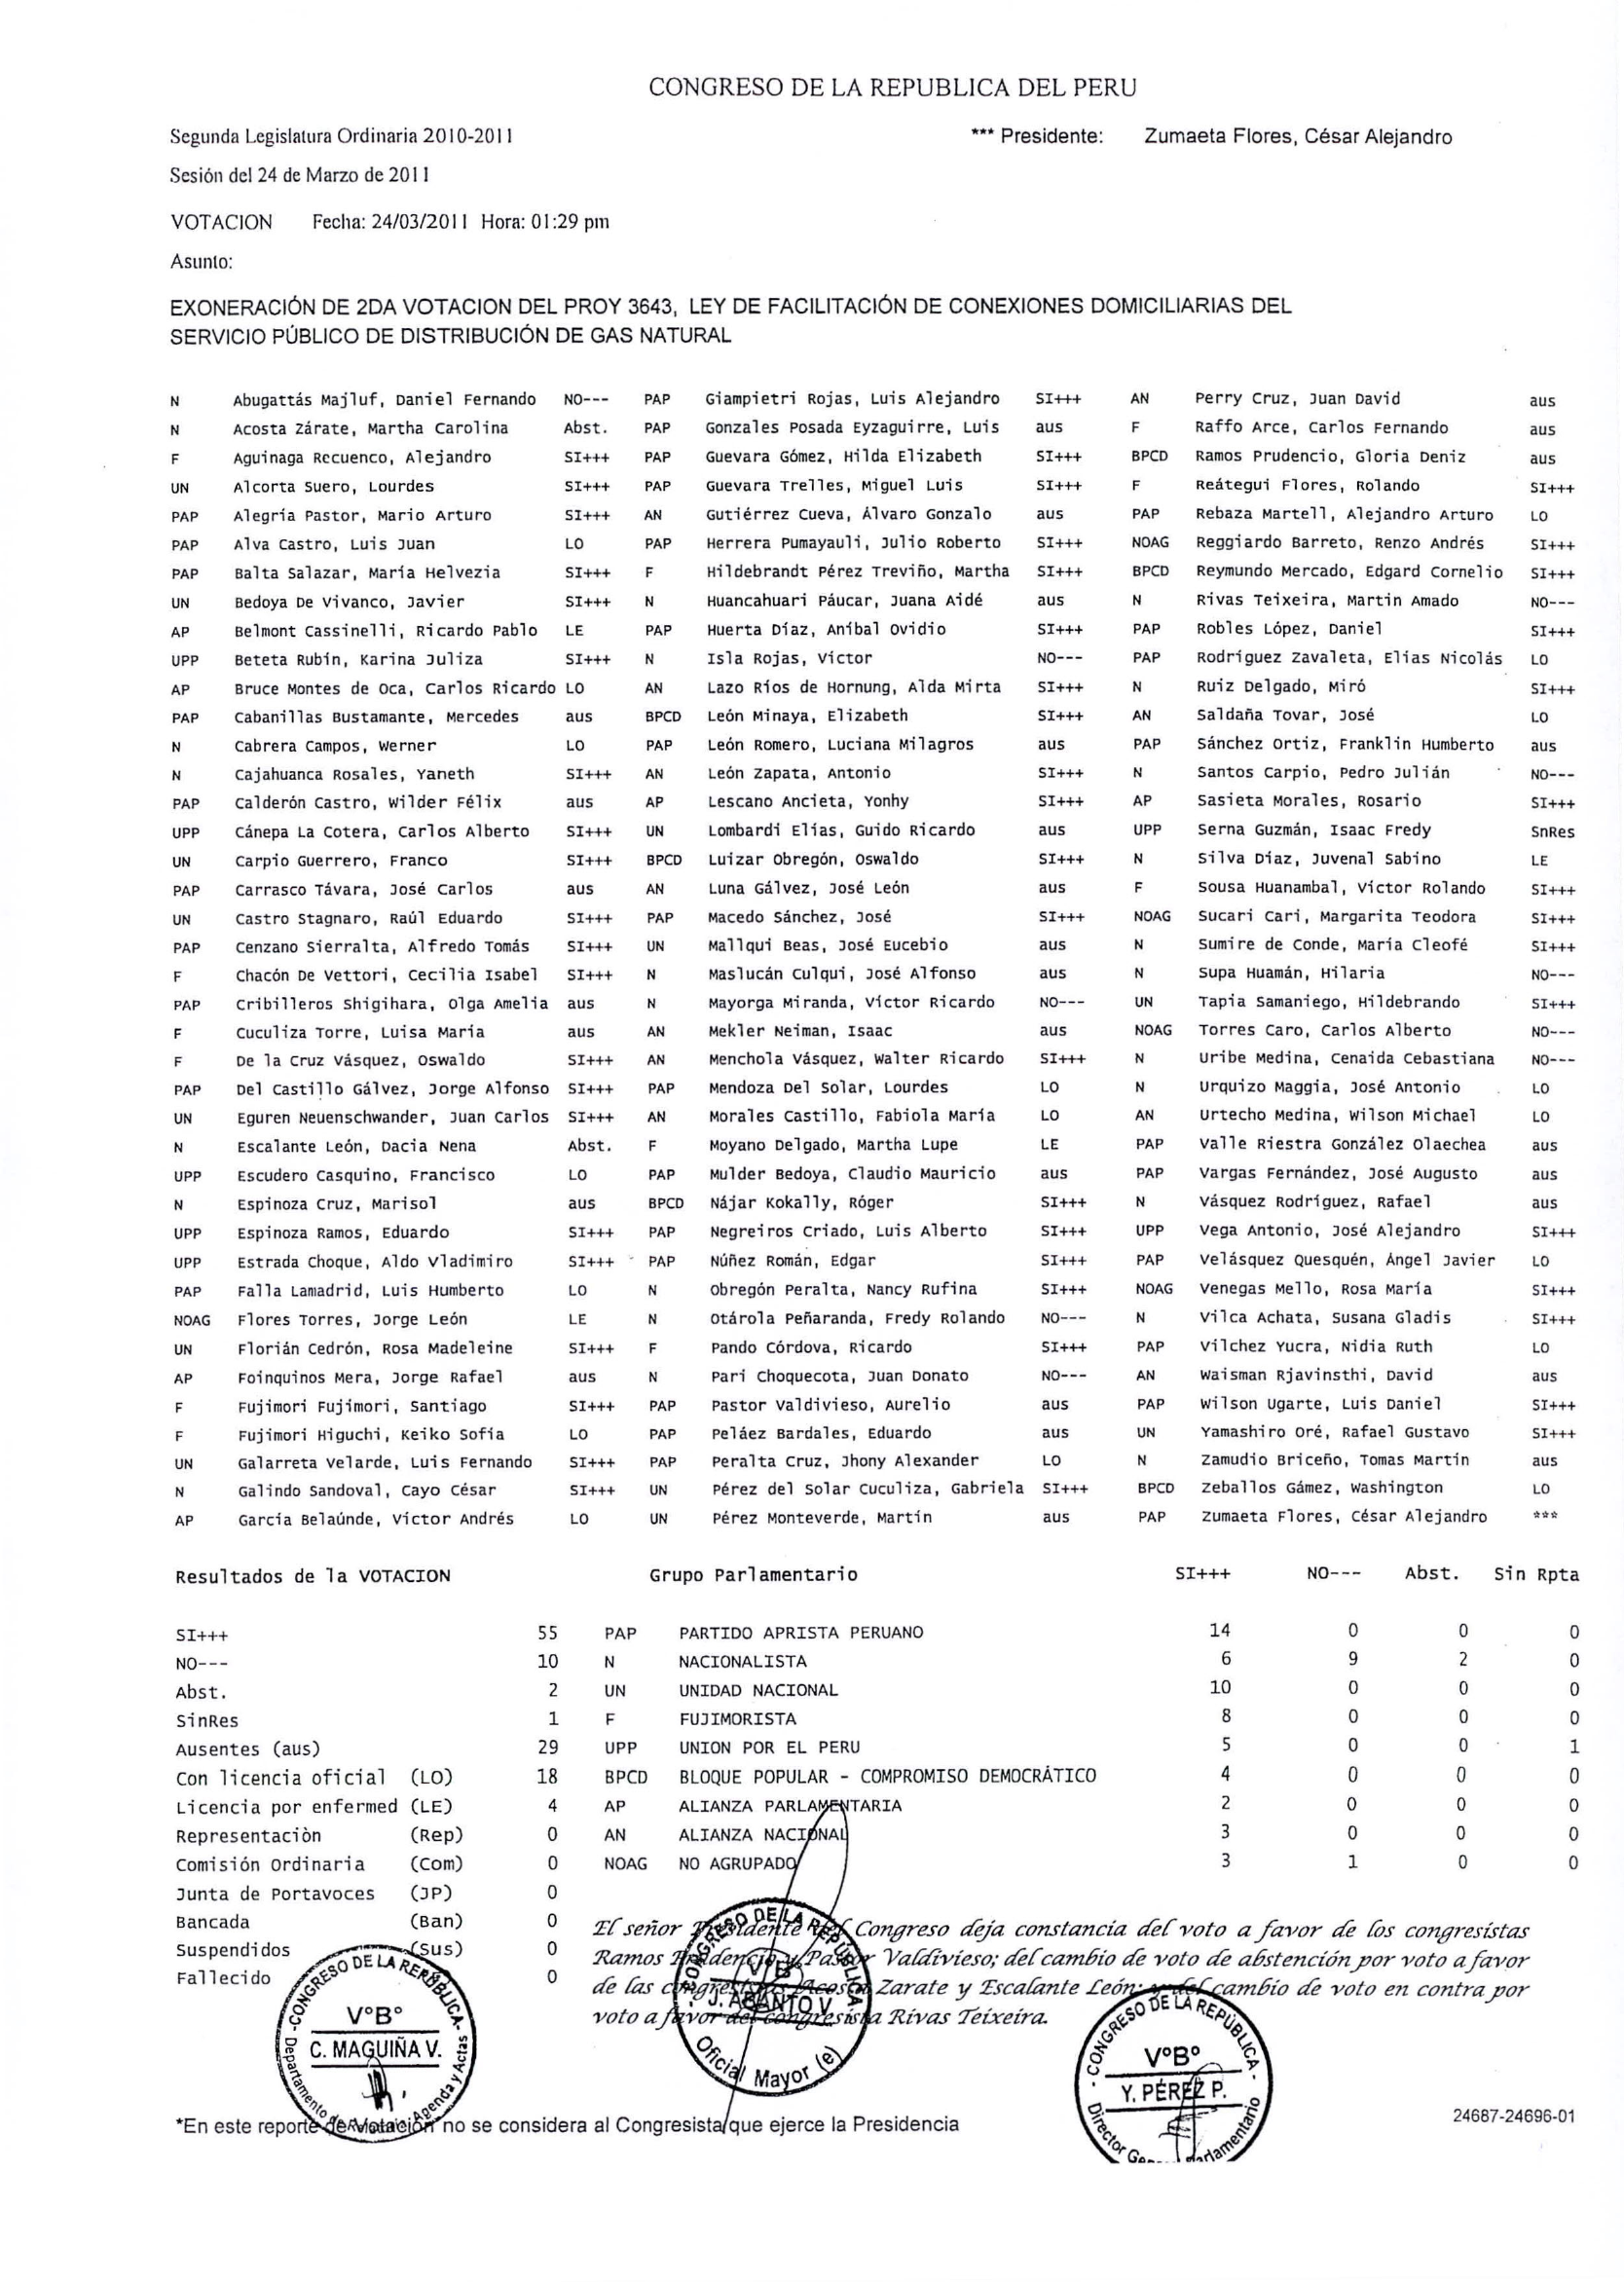 CONGRESO DE LA REPUBLICA DEL PERU
Segunda Legislatura Ordinaria 2010-2011 *** Presidente: Zumaeta Flores, César Alejandro
Sesión del 24 de Marzo de 2011
VOTACION Fecha: 24/03/2011 Hora: 01:29 pm
Asunto:
EXONERACIÓN DE 2DA VOTACION DEL PROY 3643, LEY DE FACILITACIÓN DE CONEXIONES DOMICILIARIAS DEL
SERVICIO PÚBLICO DE DISTRIBUCIÓN DE GAS NATURAL
N Abugattás Majluf, Daniel Fernando NO--- PAP Giampietri Rojas, Luis Alejandro SI+++ AN Perry Cruz, Juan David aus
N Acosta Zárate, Martha Carolina Abst. PAP Gonzales Posada Eyzaguirre, Luis aus F Raffo Arce, Carlos Fernando aus
F Aguinaga Recuenco, Alejandro SI+++ PAP Guevara Gómez, Hilda Elizabeth SI+++ BPCD Ramos Prudencio, Gloria Deniz aus
UN Alcorta Suero, Lourdes SI+++ PAP Guevara Trelles, Miguel Luis SI+++ F Reátegui Flores, Rolando SI+++
PAP Alegría Pastor, Mario Arturo SI+++ AN Gutiérrez Cueva, Álvaro Gonzalo aus PAP Rebaza Martell, Alejandro Arturo LO
PAP Alva Castro, Luis Juan LO PAP Herrera Pumayauli, Julio Roberto SI+++ NOAG Reggiardo Barreto, Renzo Andrés SI+++
PAP Balta Salazar, María Helvezia SI+++ F Hildebrandt Pérez Treviño, Martha SI+++ BPCD Reymundo Mercado, Edgard Cornelio SI+++
UN Bedoya De Vivanco, Javier SI+++ N Huancahuari Páucar, Juana Aidé aus N Rivas Teixeira, Martin Amado NO---
AP Belmont Cassinelli, Ricardo Pablo LE PAP Huerta Díaz, Aníbal Ovidio SI+++ PAP Robles López, Daniel SI+++
UPP Beteta Rubín, Karina Juliza SI+++ N Isla Rojas, Víctor NO--- PAP Rodríguez Zavaleta, Elías Nicolás LO
AP Bruce Montes de Oca, Carlos Ricardo LO AN Lazo Ríos de Hornung, Alda Mirta SI+++ N Ruiz Delgado, Miró SI+++
PAP Cabanillas Bustamante, Mercedes aus BPCD León Minaya, Elizabeth SI+++ AN Saldaña Tovar, José LO
N Cabrera Campos, Werner LO PAP León Romero, Luciana Milagros aus PAP Sánchez Ortiz, Franklin Humberto aus
N Cajahuanca Rosales, Yaneth SI+++ AN León Zapata, Antonio SI+++ N Santos Carpio, Pedro Julián NO---
PAP Calderón Castro, Wilder Félix aus AP Lescano Ancieta, Yonhy SI+++ AP Sasieta Morales, Rosario SI+++
UPP Cánepa La Cotera, Carlos Alberto SI+++ UN Lombardi Elías, Guido Ricardo aus UPP Serna Guzmán, Isaac Fredy SnRes
UN Carpio Guerrero, Franco SI+++ BPCD Luizar Obregón, Oswaldo SI+++ N Silva Díaz, Juvenal Sabino LE
PAP Carrasco Távara, José Carlos aus AN Luna Gálvez, José León aus F Sousa Huanambal, Víctor Rolando SI+++
UN Castro Stagnaro, Raúl Eduardo SI+++ PAP Macedo Sánchez, José SI+++ NOAG Sucari Cari, Margarita Teodora SI+++
PAP Cenzano Sierralta, Alfredo Tomás SI+++ UN Mallqui Beas, José Eucebio aus N Sumire de Conde, María Cleofé SI+++
F Chacón De Vettori, Cecilia Isabel SI+++ N Maslucán Culqui, José Alfonso aus N Supa Huamán, Hilaria NO---
PAP Cribilleros Shigihara, Olga Amelia aus N Mayorga Miranda, Víctor Ricardo NO--- UN Tapia Samaniego, Hildebrando SI+++
F Cuculiza Torre, Luisa María aus AN Mekler Neiman, Isaac aus NOAG Torres Caro, Carlos Alberto NO---
F De la Cruz Vásquez, Oswaldo SI+++ AN Menchola Vásquez, Walter Ricardo SI+++ N Uribe Medina, Cenaida Cebastiana NO---
PAP Del Castillo Gálvez, Jorge Alfonso SI+++ PAP Mendoza Del Solar, Lourdes LO N Urquizo Maggia, José Antonio LO
UN Eguren Neuenschwander, Juan Carlos SI+++ AN Morales Castillo, Fabiola María LO AN Urtecho Medina, Wilson Michael LO
N Escalante León, Dacia Nena Abst. F Moyano Delgado, Martha Lupe LE PAP Valle Riestra González Olaechea aus
UPP Escudero Casquino, Francisco LO PAP Mulder Bedoya, Claudio Mauricio aus PAP Vargas Fernández, José Augusto aus
N Espinoza Cruz, Marisol aus BPCD Nájar Kokally, Róger SI+++ N Vásquez Rodríguez, Rafael aus
UPP Espinoza Ramos, Eduardo SI+++ PAP Negreiros Criado, Luis Alberto SI+++ UPP Vega Antonio, José Alejandro SI+++
UPP Estrada Choque, Aldo Vladimiro SI+++ PAP Núñez Román, Edgar SI+++ PAP Velásquez Quesquén, Ángel Javier LO
PAP Falla Lamadrid, Luis Humberto LO N Obregón Peralta, Nancy Rufina SI+++ NOAG Venegas Mello, Rosa María SI+++
NOAG Flores Torres, Jorge León LE N Otárola Peñaranda, Fredy Rolando NO--- N Vilca Achata, Susana Gladis SI+++
UN Florián Cedrón, Rosa Madeleine SI+++ F Pando Córdova, Ricardo SI+++ PAP Vilchez Yucra, Nidia Ruth LO
AP Foinquinos Mera, Jorge Rafael aus N Pari Choquecota, Juan Donato NO--- AN Waisman Rjavinsthi, David aus
F Fujimori Fujimori, Santiago SI+++ PAP Pastor Valdivieso, Aurelio aus PAP Wilson Ugarte, Luis Daniel SI+++
F Fujimori Higuchi, Keiko Sofía LO PAP Peláez Bardales, Eduardo aus UN Yamashiro Oré, Rafael Gustavo SI+++
UN Galarreta Velarde, Luis Fernando SI+++ PAP Peralta Cruz, Jhony Alexander LO N Zamudio Briceño, Tomas Martín aus
N Galindo Sandoval, Cayo César SI+++ UN Pérez del Solar Cuculiza, Gabriela SI+++ BPCD Zeballos Gámez, Washington LO
AP García Belaúnde, Víctor Andrés LO UN Pérez Monteverde, Martín aus PAP Zumaeta Flores, César Alejandro ***
Resultados de la VOTACION Grupo Parlamentario SI+++ NO--- Abst. Sin Rpta
SI+++ 55 PAP PARTIDO APRISTA PERUANO 14 0 0 0
NO--- 10 N NACIONALISTA 6 9 2 0
Abst. 2 UN UNIDAD NACIONAL 10 0 0 0
SinRes 1 F FUJIMORISTA 8 0 0 0
Ausentes (aus) 29 UPP UNION POR EL PERU 5 0 0 1
Con licencia oficial (LO) 18 BPCD BLOQUE POPULAR - COMPROMISO DEMOCRÁTICO 4 0 0 0
Licencia por enfermed (LE) 4 AP ALIANZA PARLAMENTARIA 2 0 0 0
Representaciòn (Rep) 0 AN ALIANZA NACIONAL 3 0 0 0
Comisión Ordinaria (Com) 0 NOAG NO AGRUPADO 3 1 0 0
Junta de Portavoces (JP) 0
Bancada (Ban) 0
Suspendidos (Sus) 0
Fallecido 0
El señor Presidente del Congreso deja constancia del voto a favor de los congresistas
Ramos Prudencio y Pastor Valdivieso; del cambio de voto de abstención por voto a favor
de las congresistas Acosta Zarate y Escalante León; y del cambio de voto en contra por
voto a favor del congresista Rivas Teixeira.
-CONGRESO DE LA REPÚBLICA-
V°B°
C. MAGUIÑA V.
Departamento de Agenda y Actas
CONGRESO DE LA REPÚBLICA
V°B°
J. ABANTO V.
Oficial Mayor (e)
- CONGRESO DE LA REPÚBLICA -
V°B°
Y. PÉREZ P.
Director Parlamentario
*En este reporte de Votación no se considera al Congresista que ejerce la Presidencia
24687-24696-01